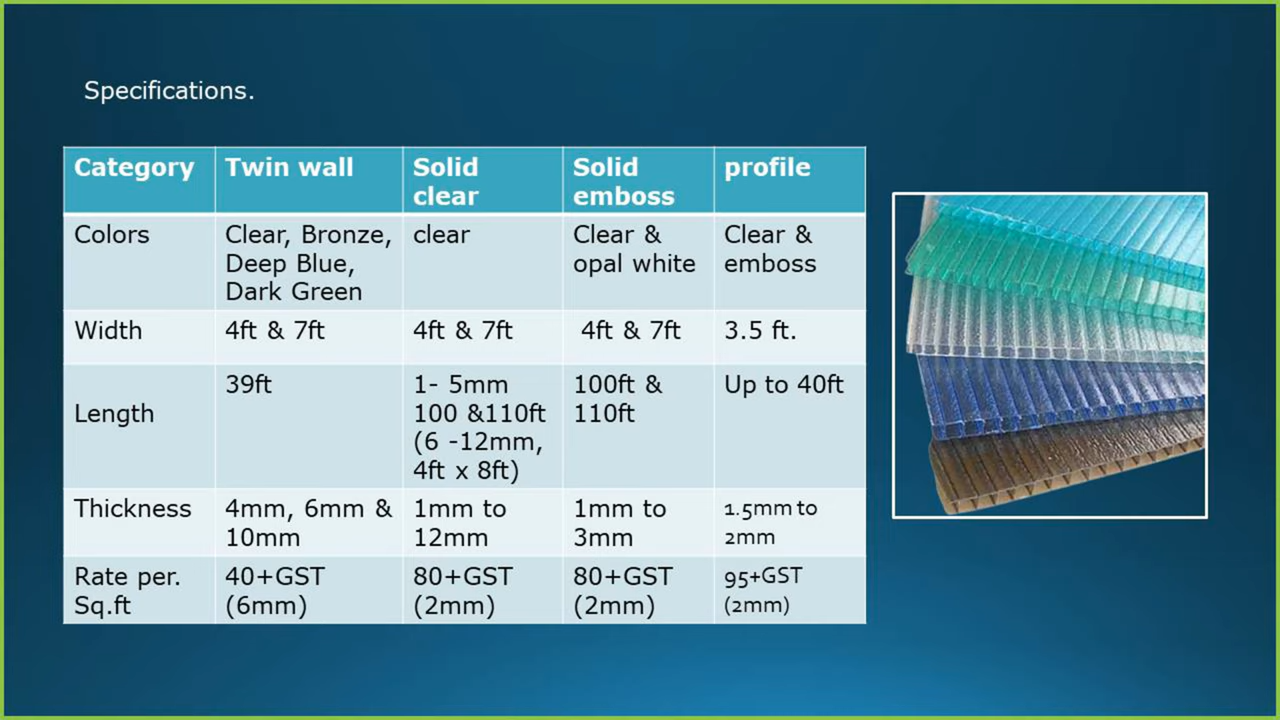 Specifications.
Category Twin wall Solid clear Solid emboss profile
Colors Clear, Bronze, Deep Blue, Dark Green clear Clear & opal white Clear & emboss
Width 4ft & 7ft 4ft & 7ft 4ft & 7ft 3.5 ft.
Length 39ft 1- 5mm 100 &110ft (6 -12mm, 4ft x 8ft) 100ft & 110ft Up to 40ft
Thickness 4mm, 6mm & 10mm 1mm to 12mm 1mm to 3mm 1.5mm to 2mm
Rate per. Sq.ft 40+GST (6mm) 80+GST (2mm) 80+GST (2mm) 95+GST (2mm)